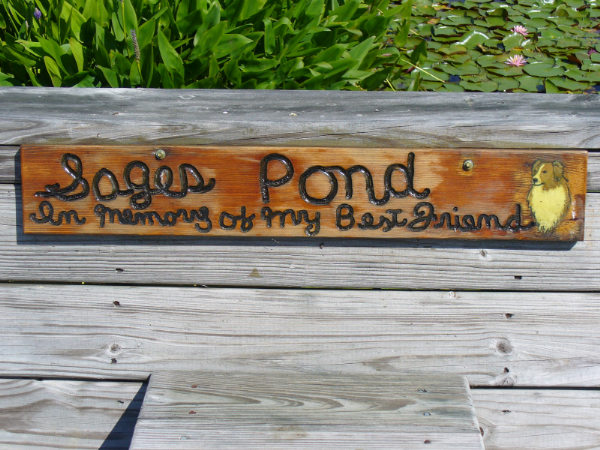 Sages Pond
In Memory of My Best Friend